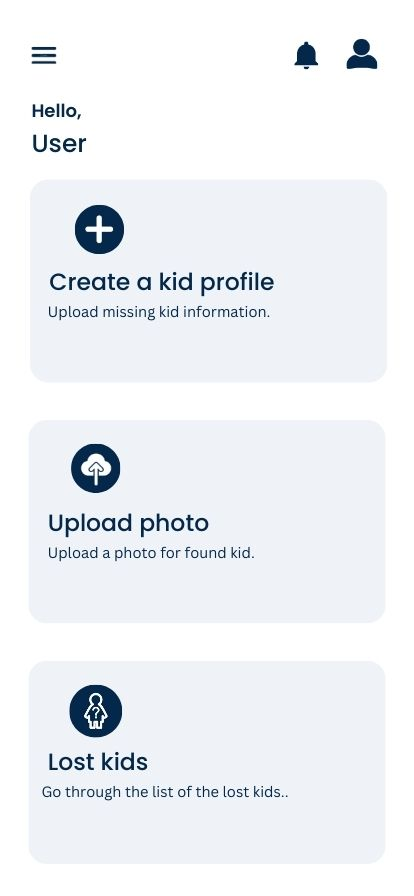 Hello,
User
Create a kid profile
Upload missing kid information.
Upload photo
Upload a photo for found kid.
?
Lost kids
Go through the list of the lost kids..